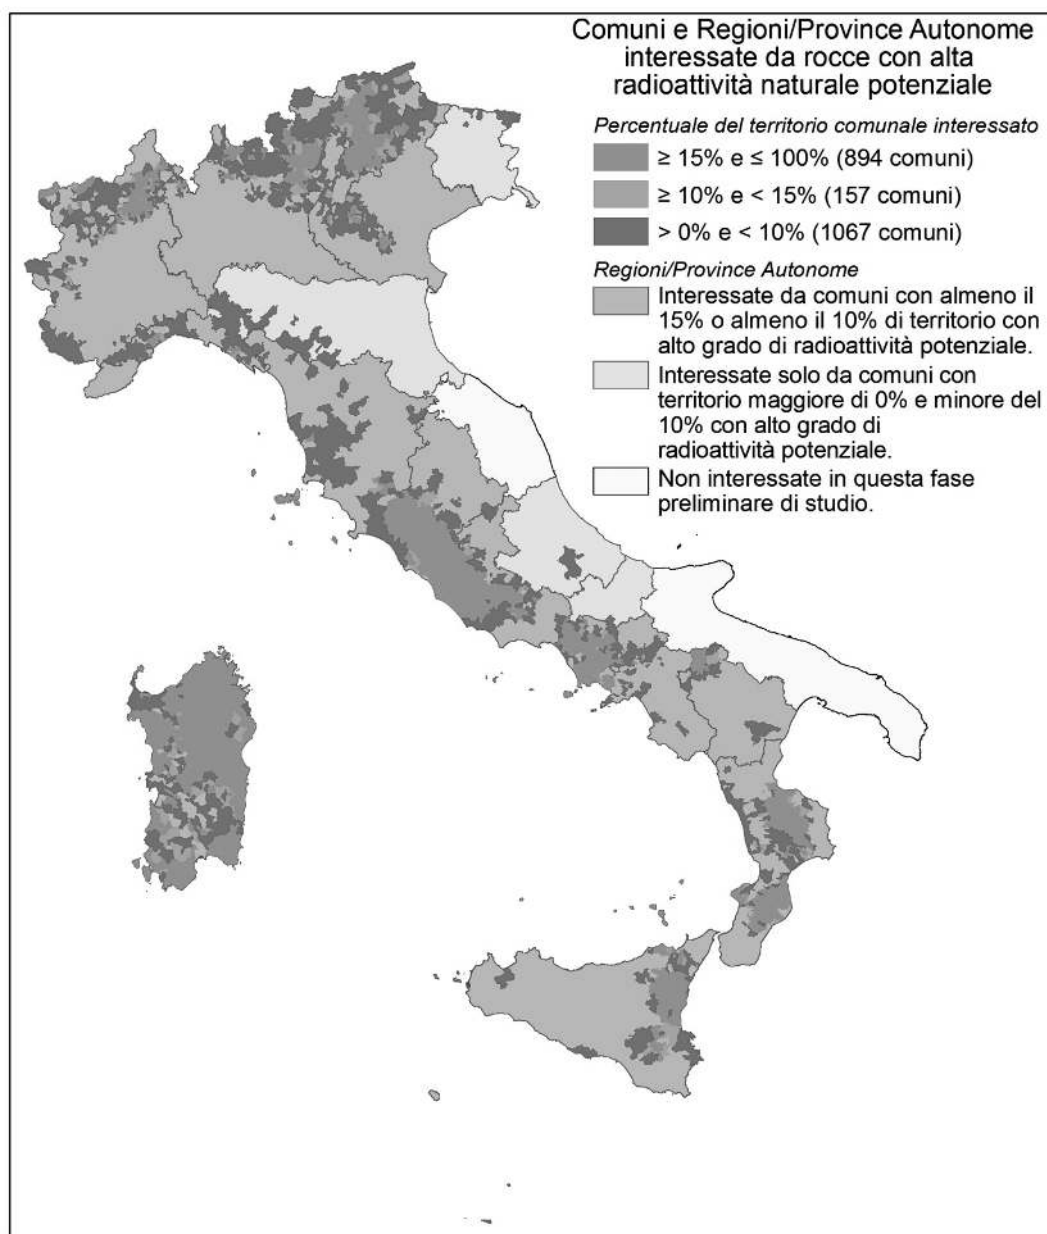 Comuni e Regioni/Province Autonome
interessate da rocce con alta
radioattività naturale potenziale
Percentuale del territorio comunale interessato
≥ 15% e ≤ 100% (894 comuni)
≥ 10% e < 15% (157 comuni)
> 0% e < 10% (1067 comuni)
Regioni/Province Autonome
Interessate da comuni con almeno il
15% o almeno il 10% di territorio con
alto grado di radioattività potenziale.
Interessate solo da comuni con
territorio maggiore di 0% e minore del
10% con alto grado di
radioattività potenziale.
Non interessate in questa fase
preliminare di studio.